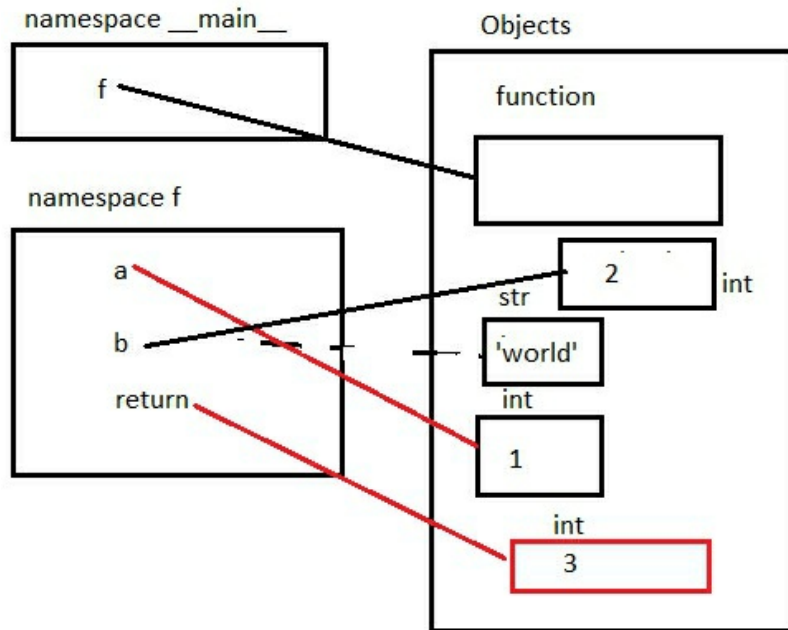 namespace __main__
f
namespace f
a
b
return
Objects
function
2
int
str
'world'
int
1
int
3